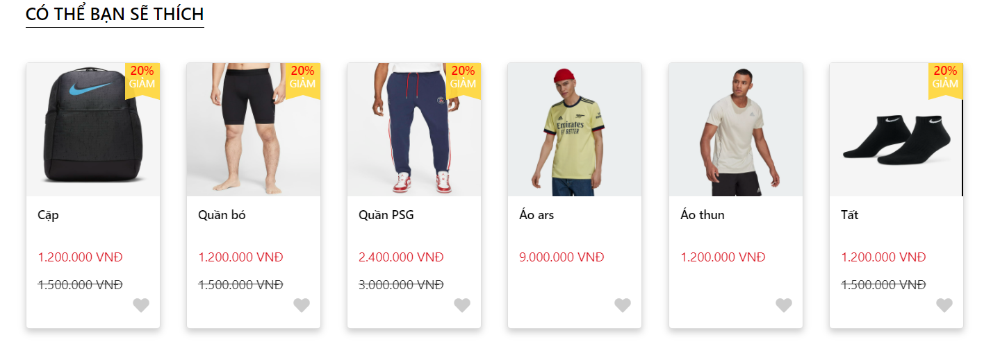 CÓ THỂ BẠN SẼ THÍCH
20%
GIẢM
Cặp
1.200.000 VNĐ
1.500.000 VNĐ
20%
GIẢM
Quần bó
1.200.000 VNĐ
1.500.000 VNĐ
20%
GIẢM
Quần PSG
2.400.000 VNĐ
3.000.000 VNĐ
Emirates
FLY BETTER
Áo ars
9.000.000 VNĐ
Áo thun
1.200.000 VNĐ
20%
GIẢM
Tất
1.200.000 VNĐ
1.500.000 VNĐ